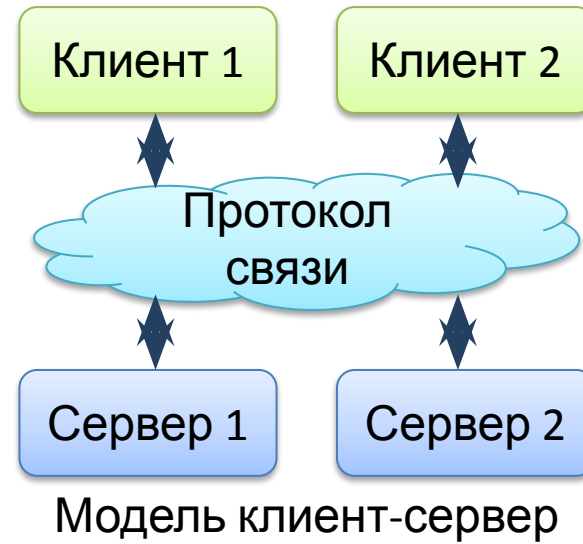 Клиент 1
Клиент 2
Протокол
связи
Сервер 1
Сервер 2
Модель клиент-сервер